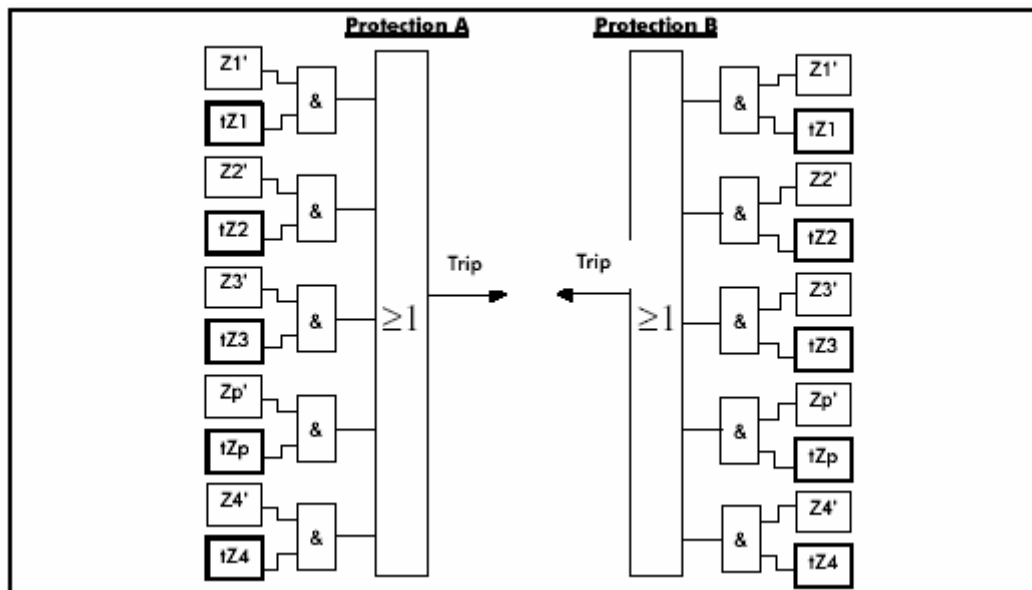 Protection A
Protection B
Z1'
&
tZ1
Z2'
&
tZ2
Z3'
&
tZ3
Zp'
&
tZp
Z4'
&
tZ4
≥1
Trip
Trip
≥1
&
Z1'
tZ1
&
Z2'
tZ2
&
Z3'
tZ3
&
Zp'
tZp
&
Z4'
tZ4